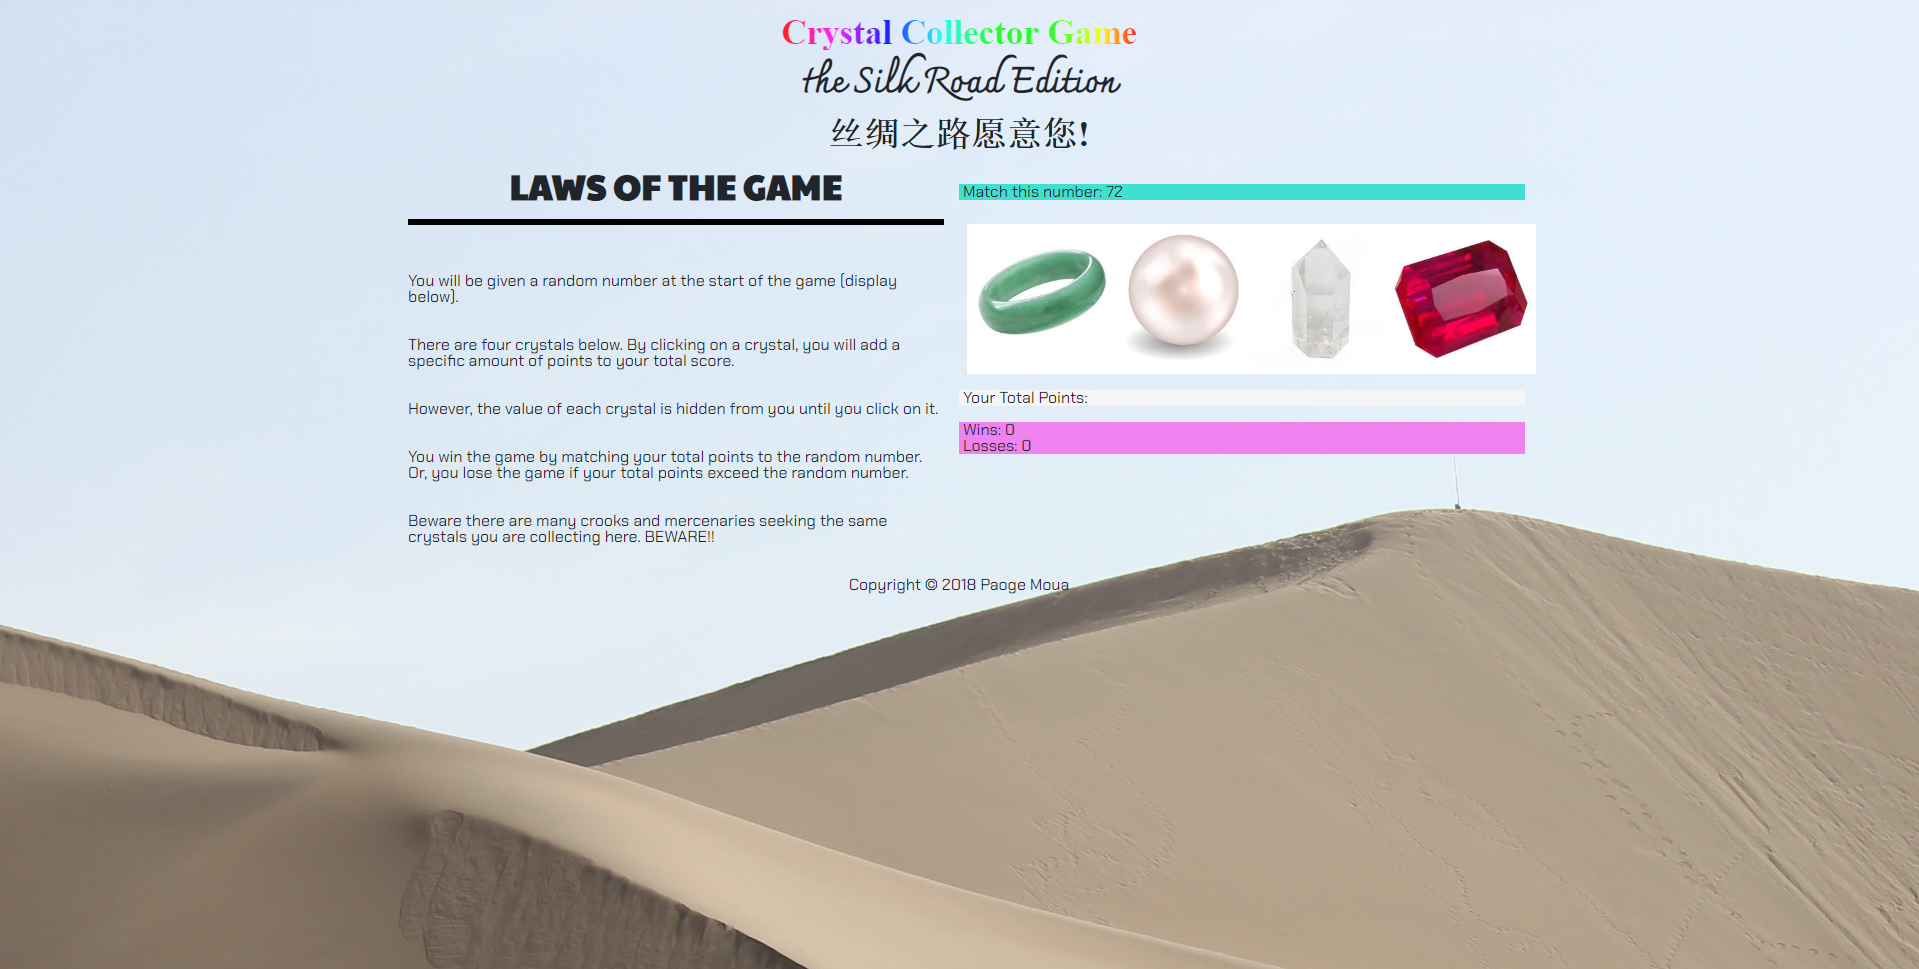 Crystal Collector Game
the Silk Road Edition
丝绸之路愿意您!
LAWS OF THE GAME
You will be given a random number at the start of the game (display
below).
There are four crystals below. By clicking on a crystal, you will add a
specific amount of points to your total score.
However, the value of each crystal is hidden from you until you click on it.
You win the game by matching your total points to the random number.
Or, you lose the game if your total points exceed the random number.
Beware there are many crooks and mercenaries seeking the same
crystals you are collecting here. BEWARE!!
Match this number: 72
Your Total Points:
Wins: 0
Losses: 0
Copyright © 2018 Paoge Moua